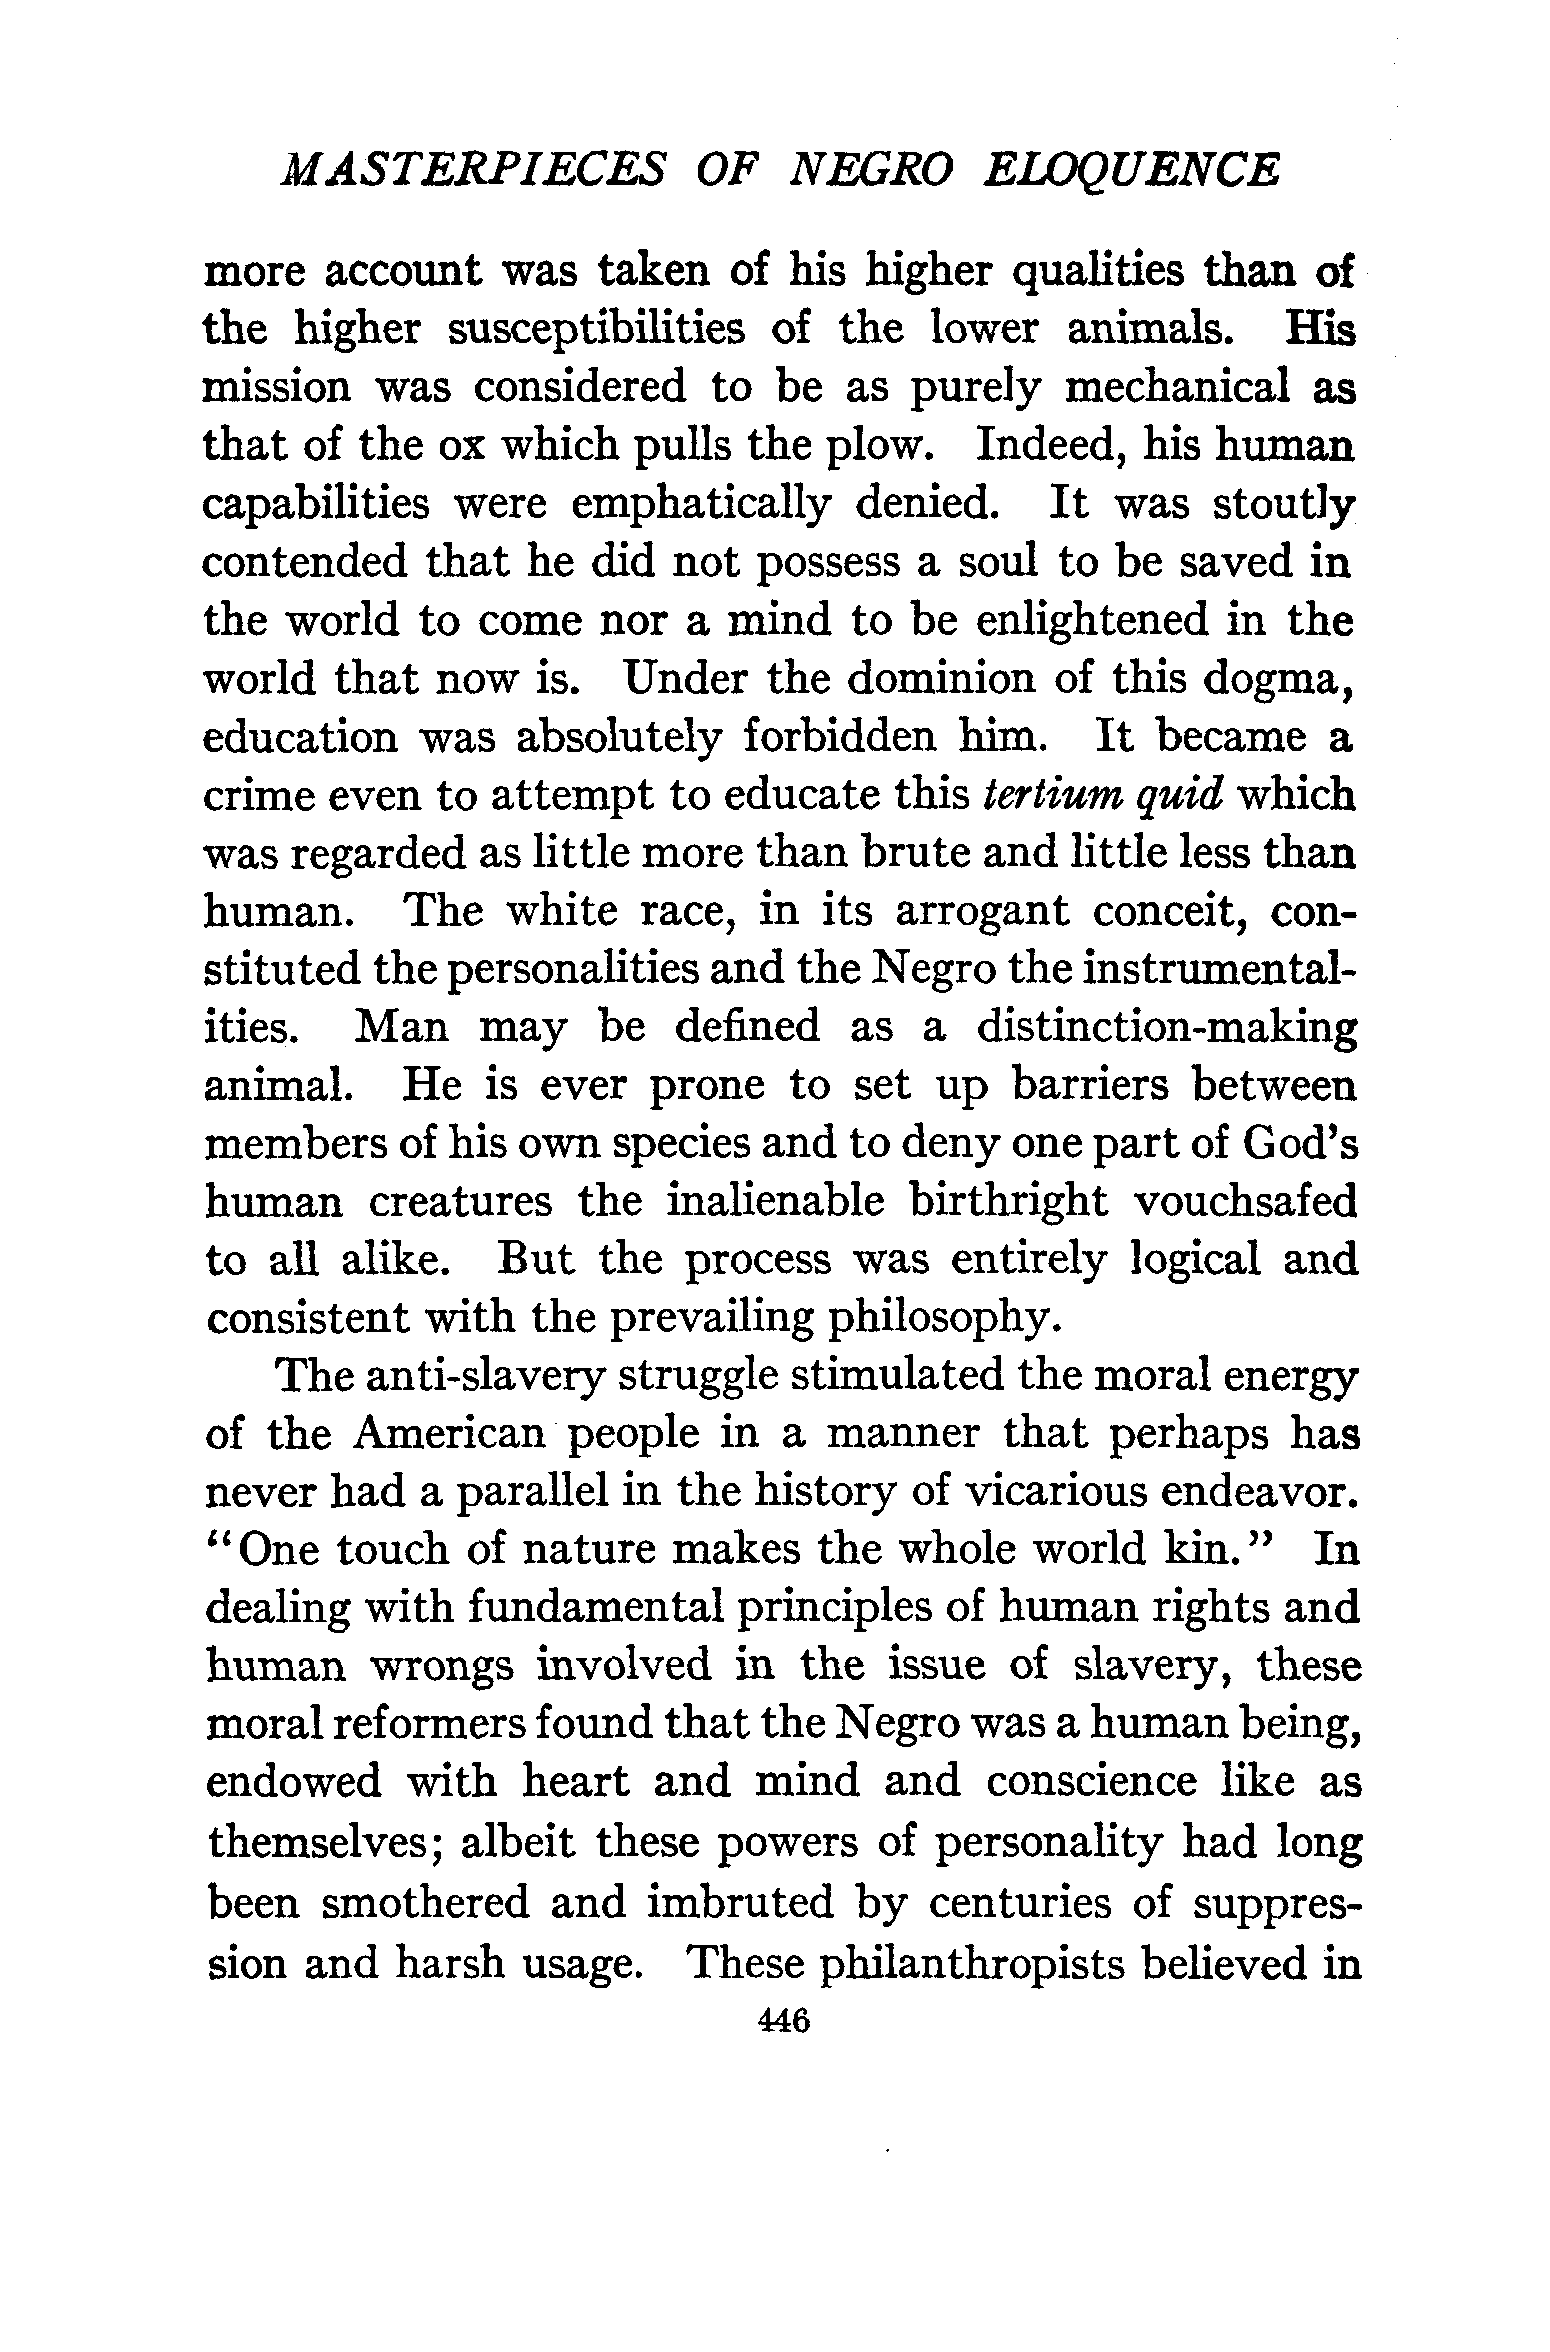 MASTERPIECES OF NEGRO ELOQUENCE
more account was taken of his higher qualities than of
the higher susceptibilities of the lower animals. His
mission was considered to be as purely mechanical as
that of the ox which pulls the plow. Indeed, his human
capabilities were emphatically denied. It was stoutly
contended that he did not possess a soul to be saved in
the world to come nor a mind to be enlightened in the
world that now is. Under the dominion of this dogma,
education was absolutely forbidden him. It became a
crime even to attempt to educate this tertium quid which
was regarded as little more than brute and little less than
human. The white race, in its arrogant conceit, con-
stituted the personalities and the Negro the instrumental-
ities. Man may be defined as a distinction-making
animal. He is ever prone to set up barriers between
members of his own species and to deny one part of God's
human creatures the inalienable birthright vouchsafed
to all alike. But the process was entirely logical and
consistent with the prevailing philosophy.
The anti-slavery struggle stimulated the moral energy
of the American people in a manner that perhaps has
never had a parallel in the history of vicarious endeavor.
“One touch of nature makes the whole world kin.” In
dealing with fundamental principles of human rights and
human wrongs involved in the issue of slavery, these
moral reformers found that the Negro was a human being,
endowed with heart and mind and conscience like as
themselves; albeit these powers of personality had long
been smothered and imbruted by centuries of suppres-
sion and harsh usage. These philanthropists believed in
446